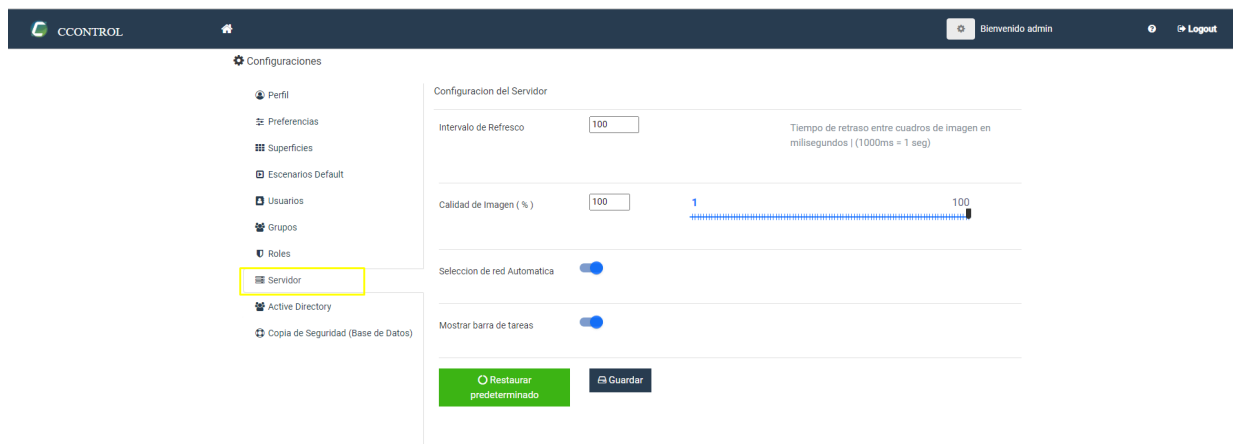 CCONTROL
Bienvenido admin
Logout
Configuraciones
Perfil
Preferencias
Superficies
Escenarios Default
Usuarios
Grupos
Roles
Servidor
Active Directory
Copia de Seguridad (Base de Datos)
Configuracion del Servidor
Intervalo de Refresco
100
Tiempo de retraso entre cuadros de imagen en
milisegundos | (1000ms = 1 seg)
Calidad de Imagen ( % )
100
1
100
Seleccion de red Automatica
Mostrar barra de tareas
Restaurar
predeterminado
Guardar